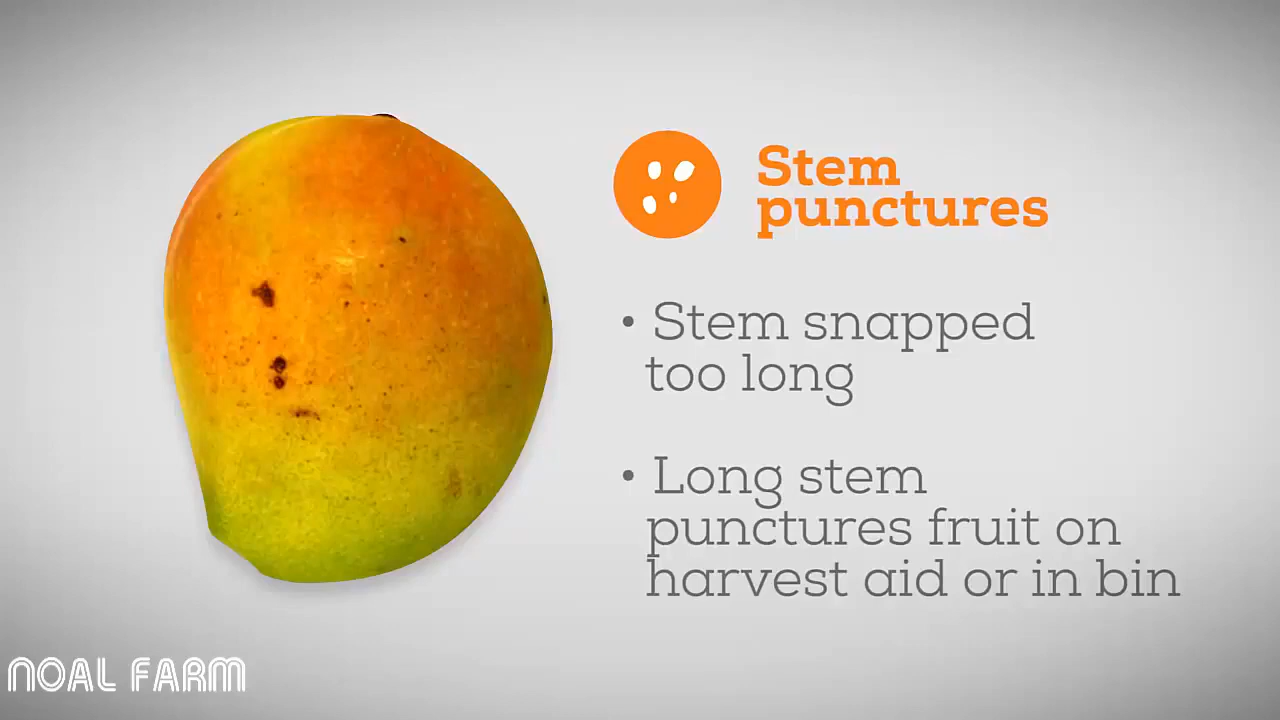 Stem
punctures
• Stem snapped
too long
• Long stem
punctures fruit on
harvest aid or in bin
NOAL FARM